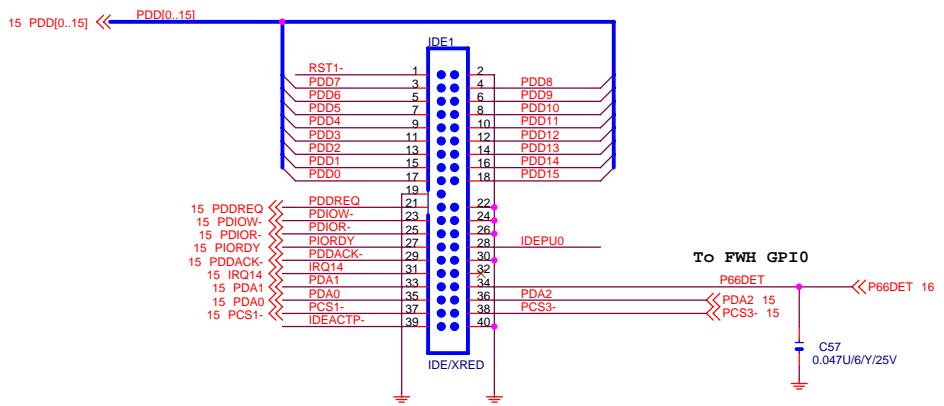 15 PDD[0..15] PDD[0..15]
IDE1
RST1- 1 2
PDD7 3 4 PDD8
PDD6 5 6 PDD9
PDD5 7 8 PDD10
PDD4 9 10 PDD11
PDD3 11 12 PDD12
PDD2 13 14 PDD13
PDD1 15 16 PDD14
PDD0 17 18 PDD15
19
15 PDDREQ PDDREQ 21 22
15 PDIOW- PDIOW- 23 24
15 PDIOR- PDIOR- 25 26
15 PIORDY PIORDY 27 28 IDEPU0
15 PDDACK- PDDACK- 29 30
To FWH GPI0
15 IRQ14 IRQ14 31 32
15 PDA1 PDA1 33 34 P66DET P66DET 16
15 PDA0 PDA0 35 36 PDA2 PDA2 15
15 PCS1- PCS1- 37 38 PCS3- PCS3- 15
IDEACTP- 39 40
C57
0.047U/6/Y/25V
IDE/XRED